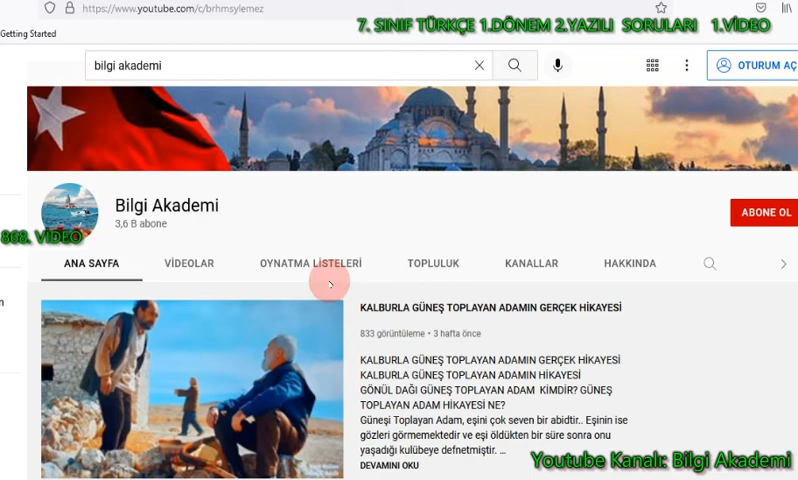 https://www.youtube.com/c/brhmsylemez
7. SINIF TÜRKÇE 1.DÖNEM 2.YAZILI SORULARI 1.VİDEO
Getting Started
bilgi akademi
OTURUM AÇ
Bilgi Akademi
3,6 B abone
ABONE OL
868. VİDEO
ANA SAYFA VİDEOLAR OYNATMA LİSTELERİ TOPLULUK KANALLAR HAKKINDA
KALBURLA GÜNEŞ TOPLAYAN ADAMIN GERÇEK HİKAYESİ
833 görüntüleme • 3 hafta önce
KALBURLA GÜNEŞ TOPLAYAN ADAMIN GERÇEK HİKAYESİ
KALBURLA GÜNEŞ TOPLAYAN ADAMIN HİKAYESİ
GÖNÜL DAĞI GÜNEŞ TOPLAYAN ADAM KİMDİR? GÜNEŞ
TOPLAYAN ADAM HİKAYESİ NE?
Güneşi Toplayan Adam, eşini çok seven bir abidtir.. Eşinin ise
gözleri görmemektedir ve eşi öldükten bir süre sonra onu
yaşadığı kulübeye defnetmiştir. ...
DEVAMINI OKU
Youtube Kanalı: Bilgi Akademi